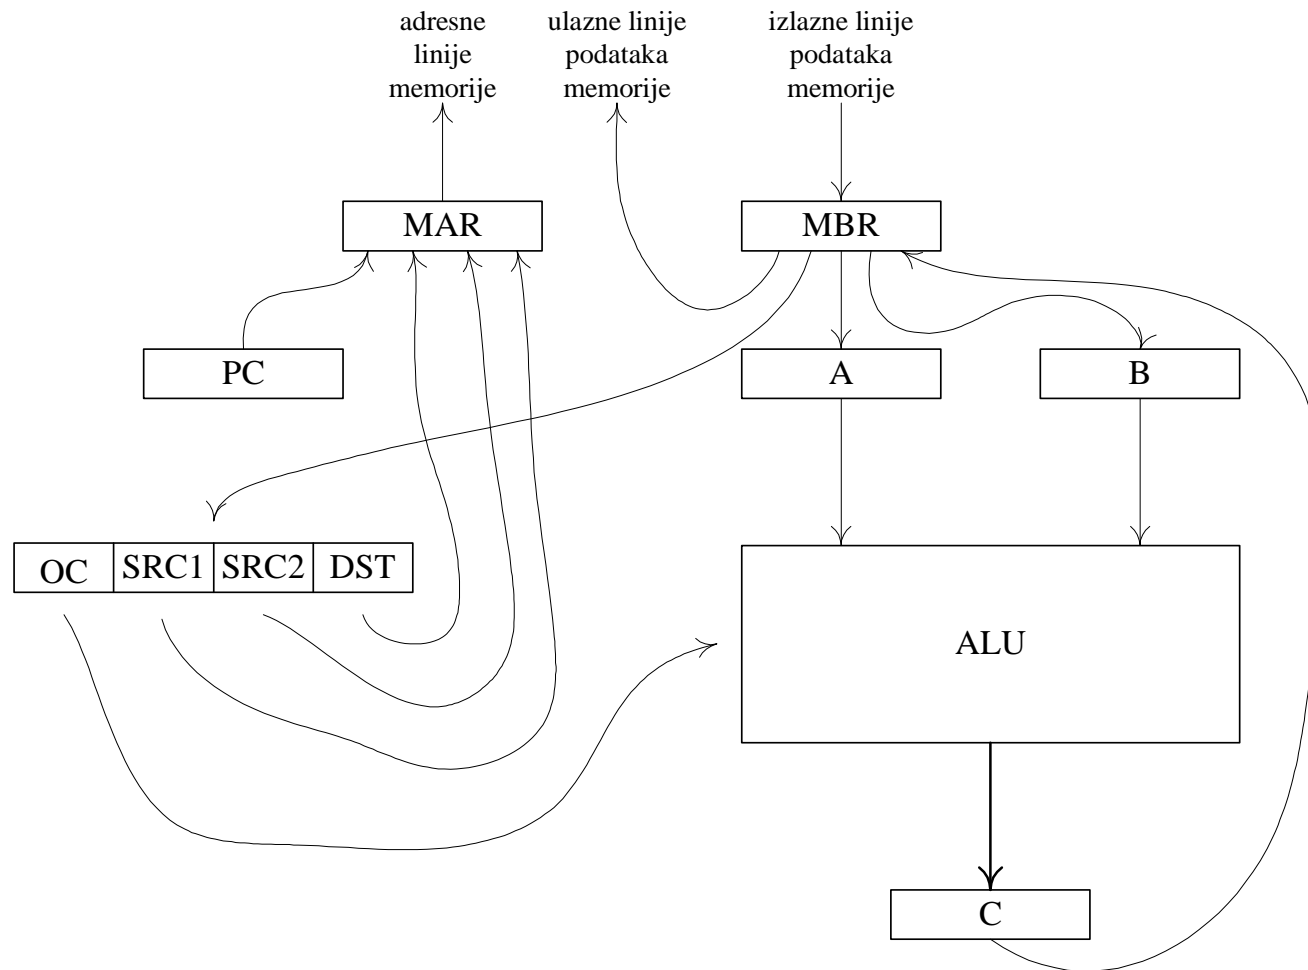 adresne
linije
memorije
ulazne linije
podataka
memorije
izlazne linije
podataka
memorije
MAR
MBR
PC
A
B
OC
SRC1
SRC2
DST
ALU
C